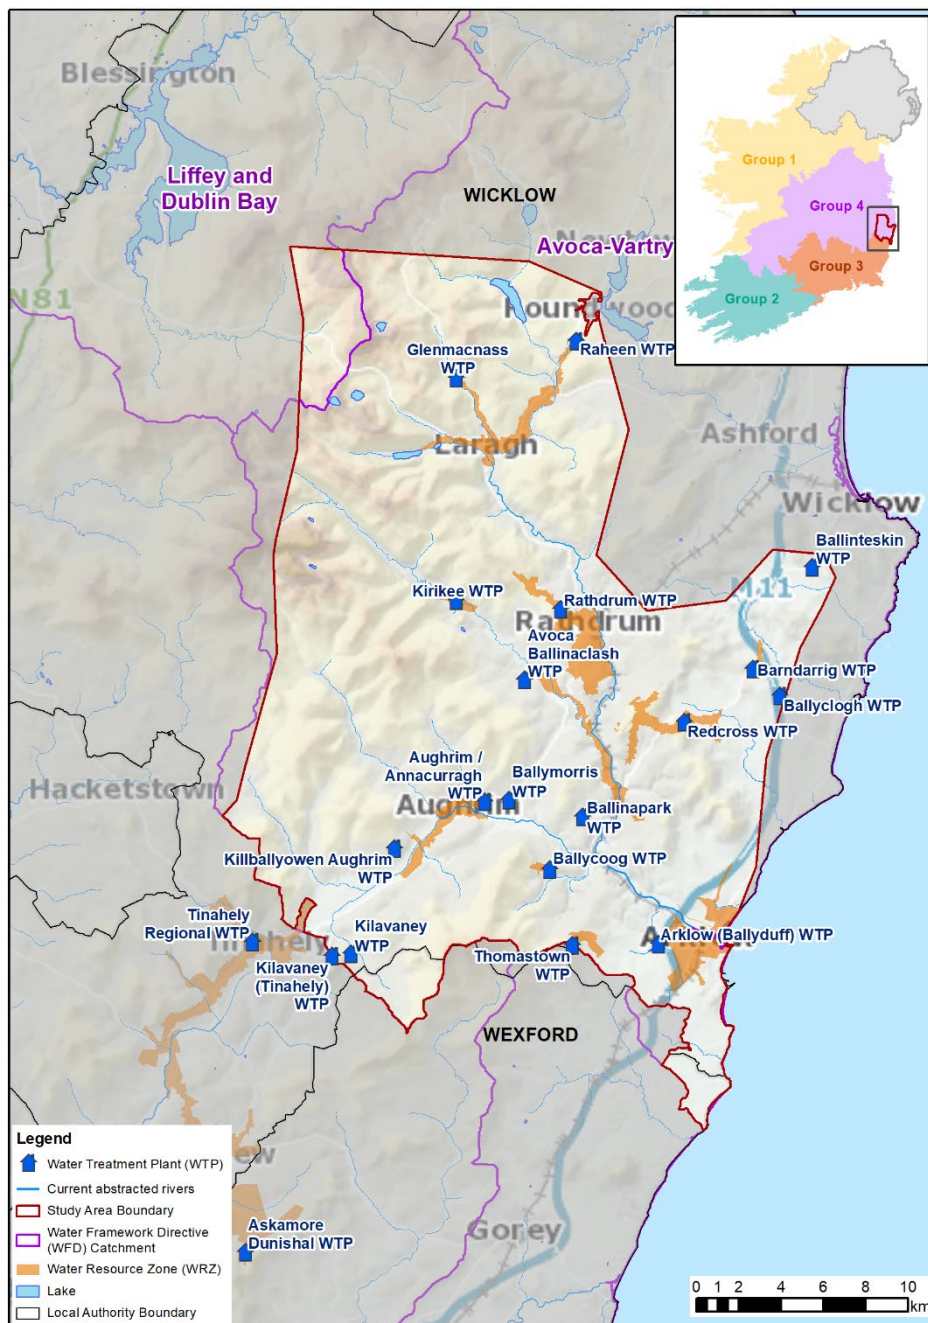 Blessington
Liffey and
Dublin Bay
WICKLOW
Avoca-Vartry
N81
Roundwood
Glenmacnass
WTP
Raheen WTP
Laragh
Ashford
Wicklow
Ballinteskin
WTP
M11
Kirikee WTP
Rathdrum WTP
Rathdrum
Avoca
Ballinaclash
WTP
Barndarrig WTP
Ballyclogh WTP
Redcross WTP
Hacketstown
Aughrim /
Annacurragh
WTP
Ballymorris
WTP
Aughrim
Ballinapark
WTP
Killballyowen Aughrim
WTP
Ballycoog WTP
Tinahely
Regional WTP
Tinahely
Kilavaney
WTP
Kilavaney
(Tinahely)
WTP
Thomastown
WTP
Arklow (Ballyduff) WTP
WEXFORD
Gorey
Askamore
Dunishal WTP
Group 1
Group 4
Group 3
Group 2
Legend
Water Treatment Plant (WTP)
Current abstracted rivers
Study Area Boundary
Water Framework Directive
(WFD) Catchment
Water Resource Zone (WRZ)
Lake
Local Authority Boundary
0 1 2 4 6 8 10
km